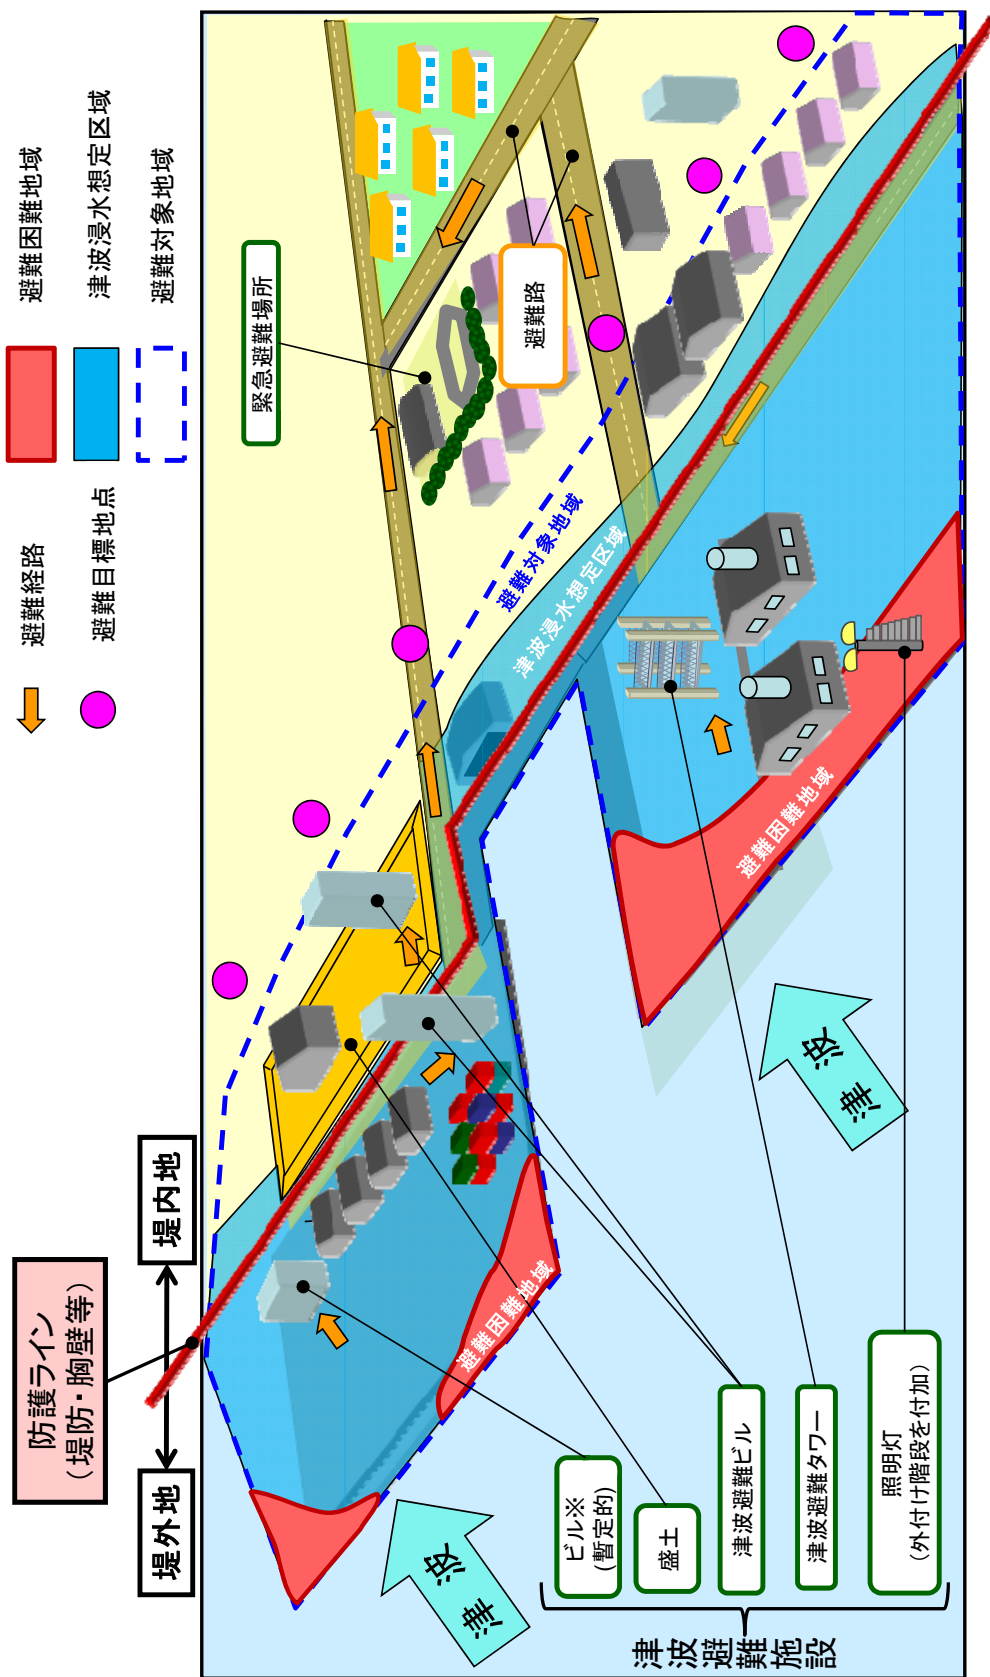 防護ライン
（堤防・胸壁等）
堤外地
堤内地
避難経路
避難目標地点
避難困難地域
津波浸水想定区域
避難対象地域
緊急避難場所
避難路
避難対象地域
津波浸水想定区域
避難困難地域
避難困難地域
津波
津波
津波避難施設
ビル※
(暫定的)
盛土
津波避難ビル
津波避難タワー
照明灯
（外付け階段を付加）